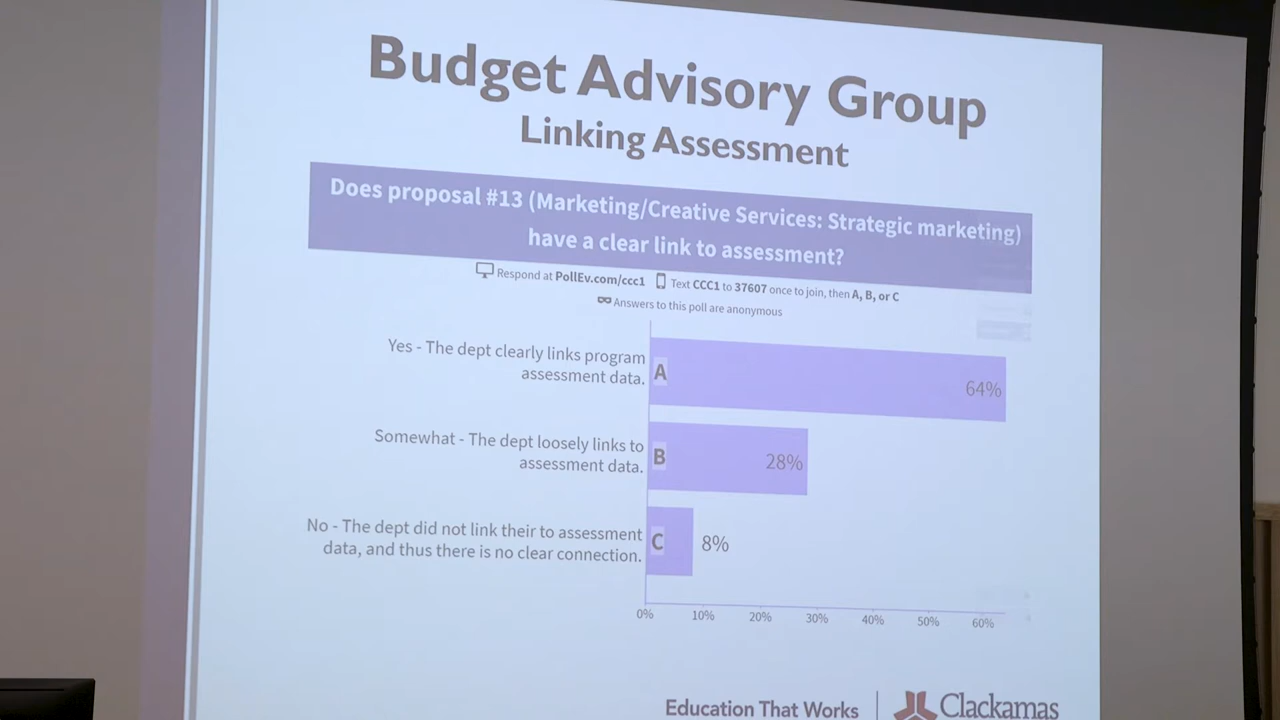 Budget Advisory Group
Linking Assessment
Does proposal #13 (Marketing/Creative Services: Strategic marketing)
have a clear link to assessment?
Respond at PollEv.com/ccc1 Text CCC1 to 37607 once to join, then A, B, or C
Answers to this poll are anonymous
Yes - The dept clearly links program
assessment data.
A
64%
Somewhat - The dept loosely links to
assessment data.
B
28%
No - The dept did not link their to assessment
data, and thus there is no clear connection.
C
8%
0% 10% 20% 30% 40% 50% 60%
Education That Works
Clackamas